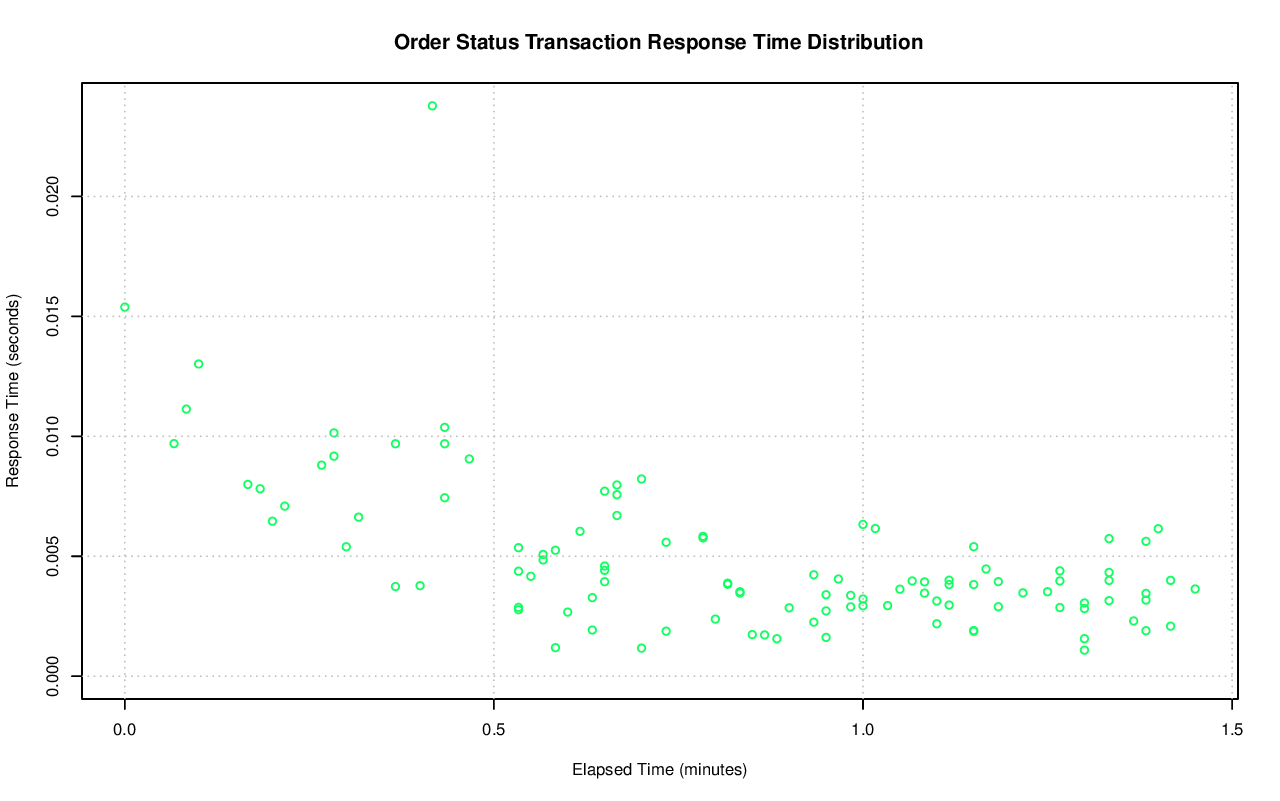 Order Status Transaction Response Time Distribution
Response Time (seconds)
0.020
0.015
0.010
0.005
0.000
0.0 0.5 1.0 1.5
Elapsed Time (minutes)